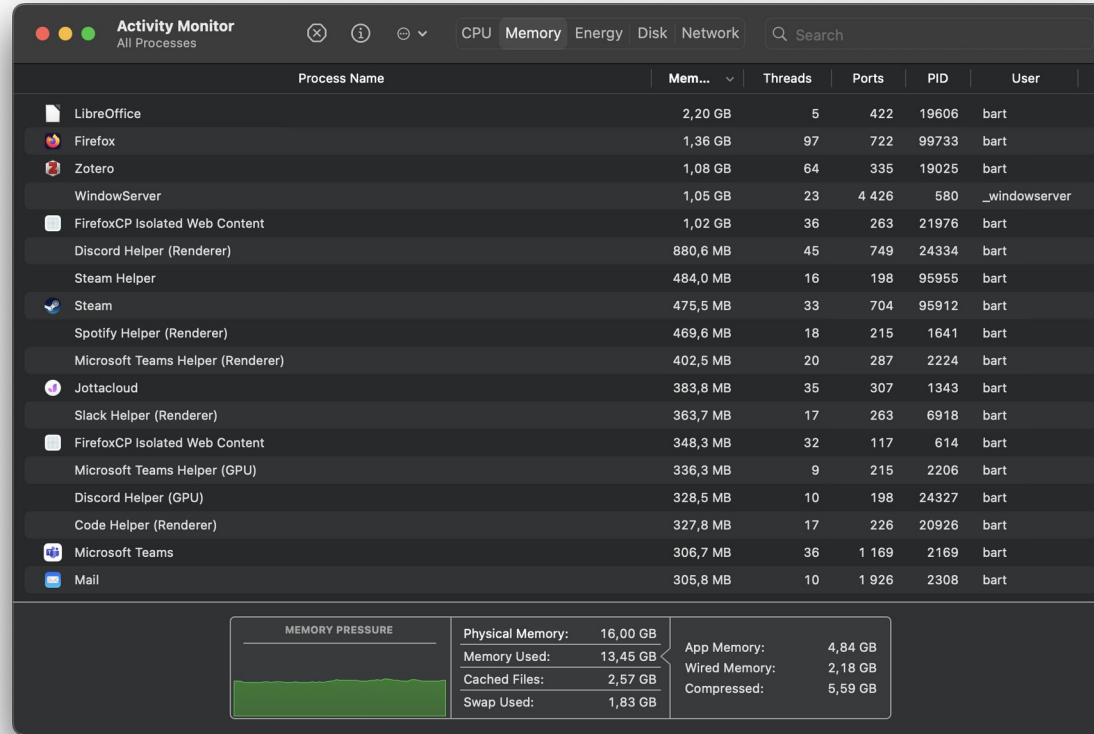 Activity Monitor
All Processes
CPU Memory Energy Disk Network Search
Process Name Mem... Threads Ports PID User
LibreOffice 2,20 GB 5 422 19606 bart
Firefox 1,36 GB 97 722 99733 bart
Zotero 1,08 GB 64 335 19025 bart
WindowServer 1,05 GB 23 4 426 580 _windowserver
FirefoxCP Isolated Web Content 1,02 GB 36 263 21976 bart
Discord Helper (Renderer) 880,6 MB 45 749 24334 bart
Steam Helper 484,0 MB 16 198 95955 bart
Steam 475,5 MB 33 704 95912 bart
Spotify Helper (Renderer) 469,6 MB 18 215 1641 bart
Microsoft Teams Helper (Renderer) 402,5 MB 20 287 2224 bart
Jottacloud 383,8 MB 35 307 1343 bart
Slack Helper (Renderer) 363,7 MB 17 263 6918 bart
FirefoxCP Isolated Web Content 348,3 MB 32 117 614 bart
Microsoft Teams Helper (GPU) 336,3 MB 9 215 2206 bart
Discord Helper (GPU) 328,5 MB 10 198 24327 bart
Code Helper (Renderer) 327,8 MB 17 226 20926 bart
Microsoft Teams 306,7 MB 36 1 169 2169 bart
Mail 305,8 MB 10 1 926 2308 bart
MEMORY PRESSURE
Physical Memory: 16,00 GB
Memory Used: 13,45 GB
Cached Files: 2,57 GB
Swap Used: 1,83 GB
App Memory: 4,84 GB
Wired Memory: 2,18 GB
Compressed: 5,59 GB